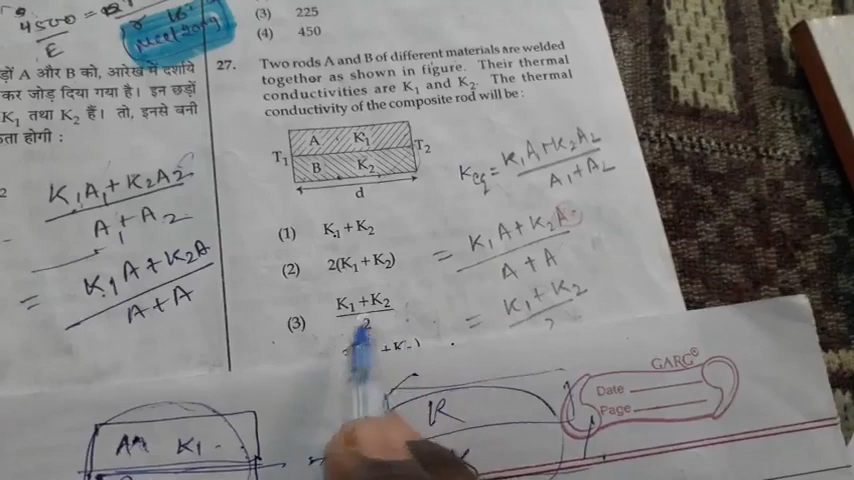 4500
E
Neet 2019
(3) 225
(4) 450
ड़ों A और B को, आरेख में दर्शाये
कर जोड़ दिया गया है। इन छड़ों
K₁ तथा K₂ हैं। तो, इनसे बनी
ता होगी :
K₁A₁+K₂A₂
A₁+A₂
= K₁A+K₂A
A+A
27. Two rods A and B of different materials are welded
togethor as shown in figure. Their thermal
conductivities are K₁ and K₂. The thermal
conductivity of the composite rod will be :
A K₁
T₁ T₂
B K₂
d
(1) K₁+K₂
(2) 2(K₁+K₂)
(3) K₁+K₂
2
Keq = K₁A+K₂A₂
A₁+A₂
= K₁A+K₂A
A+A
= K₁+K₂
2
GARG®
Date
Page
K
K₁